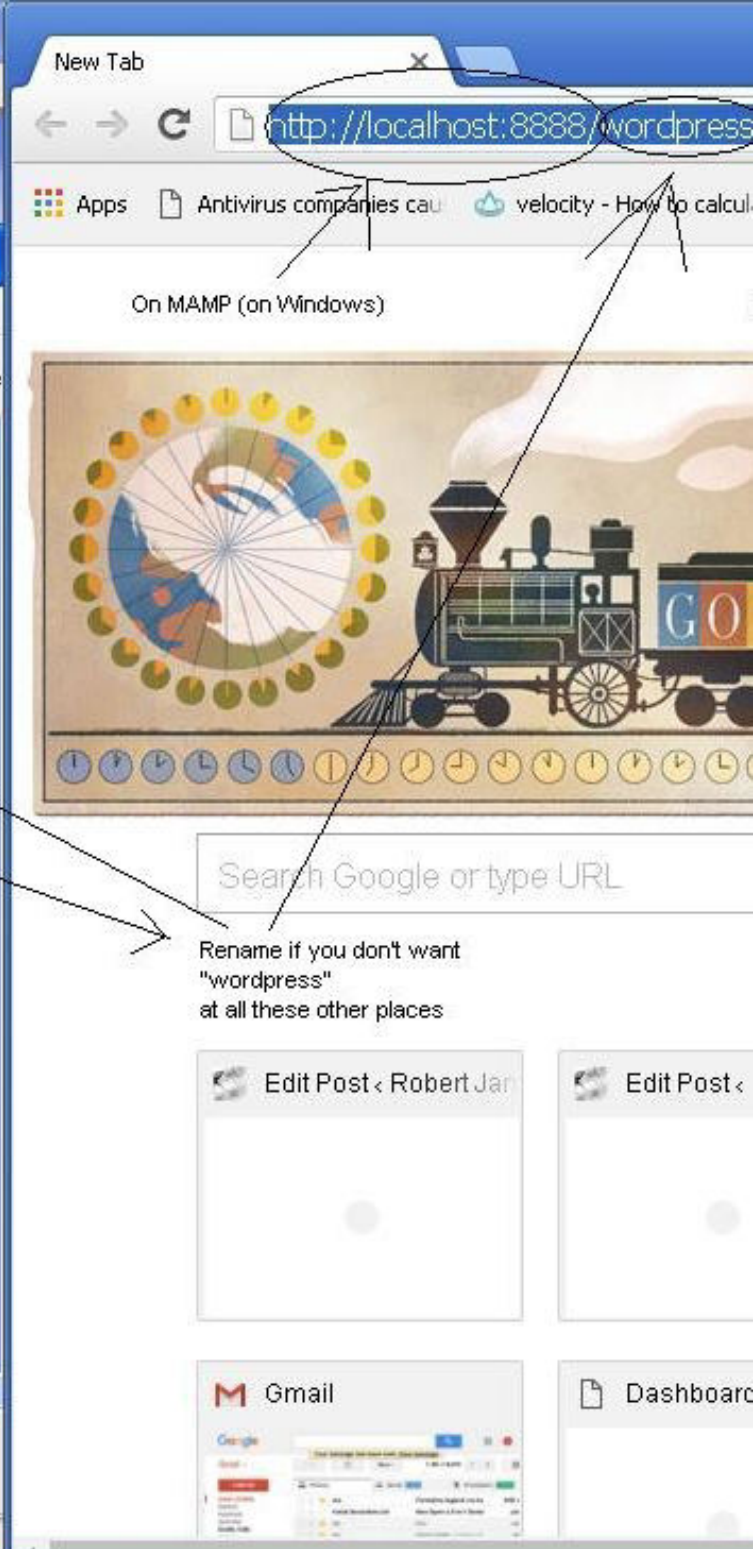 New Tab
http://localhost:8888/wordpress
Apps
Antivirus companies cau
velocity - How to calcul
On MAMP (on Windows)
GO
Search Google or type URL
Rename if you don't want
"wordpress"
at all these other places
Edit Post < Robert Jan
Edit Post <
Gmail
Dashboard
Google